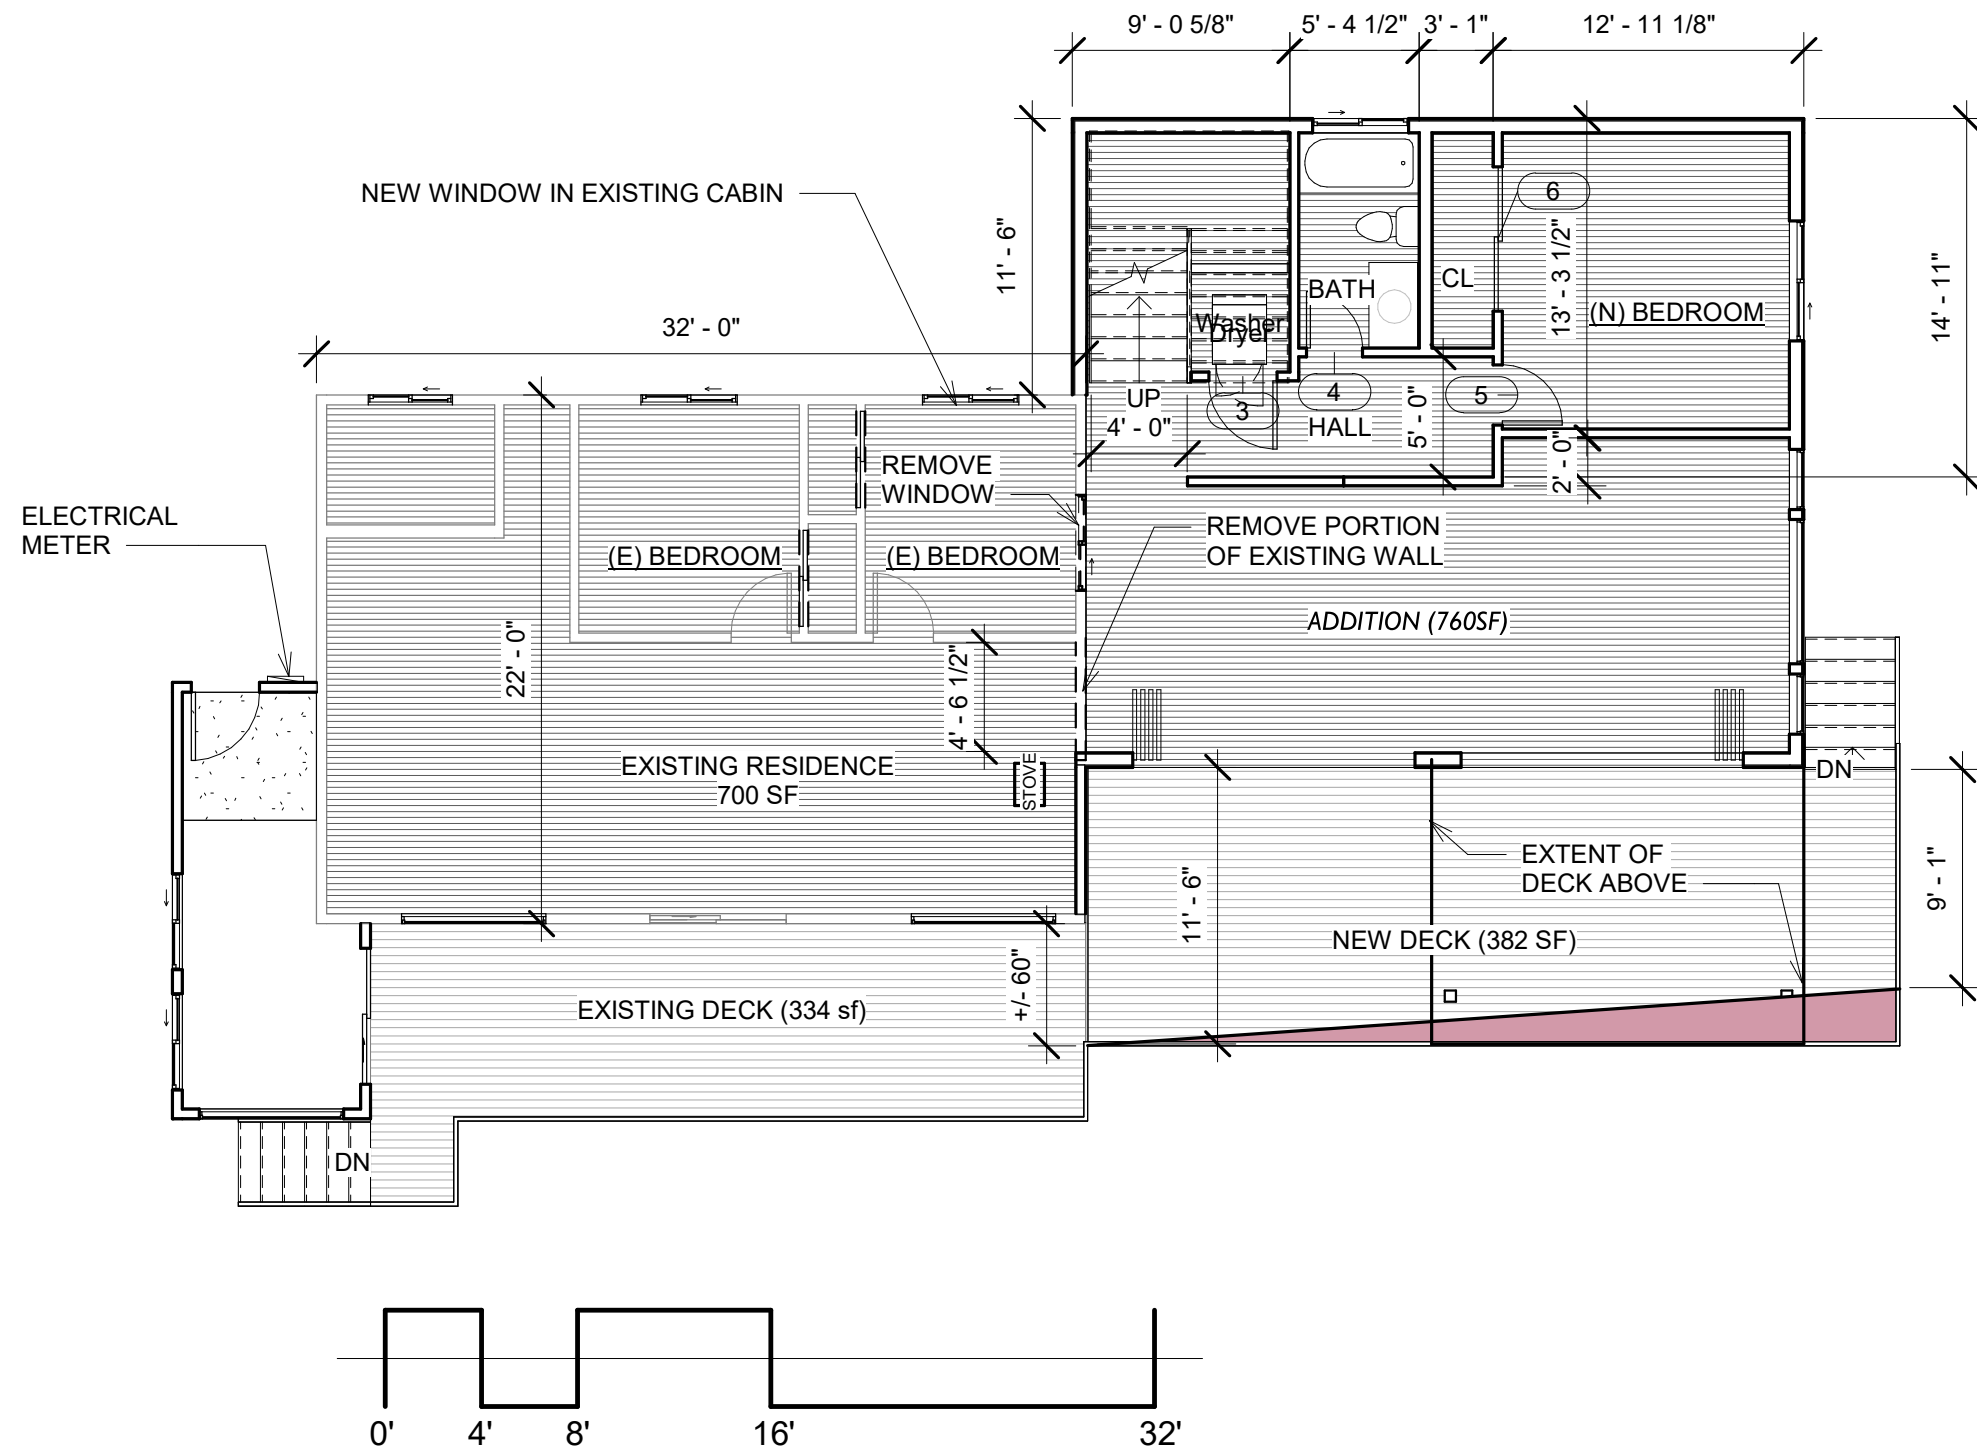 9' - 0 5/8"
5' - 4 1/2"
3' - 1"
12' - 11 1/8"
NEW WINDOW IN EXISTING CABIN
11' - 6"
6
13' - 3 1/2"
14' - 11"
CL
BATH
(N) BEDROOM
32' - 0"
Washer
Dryer
UP
4' - 0"
3
4
HALL
5' - 0"
5
2' - 0"
REMOVE
WINDOW
ELECTRICAL
METER
(E) BEDROOM
(E) BEDROOM
REMOVE PORTION
OF EXISTING WALL
ADDITION (760SF)
22' - 0"
4' - 6 1/2"
EXISTING RESIDENCE
700 SF
STOVE
DN
EXTENT OF
DECK ABOVE
11' - 6"
9' - 1"
NEW DECK (382 SF)
+/- 60"
EXISTING DECK (334 sf)
DN
0' 4' 8' 16' 32'